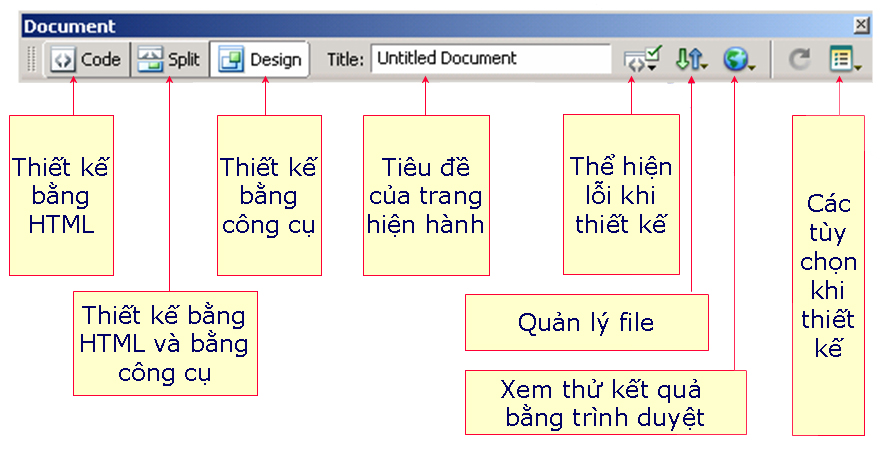 Document
Code
Split
Design
Title:
Untitled Document
Thiết kế
bằng
HTML
Thiết kế
bằng
công cụ
Tiêu đề
của trang
hiện hành
Thể hiện
lỗi khi
thiết kế
Các
tùy
chọn
khi
thiết
kế
Thiết kế bằng
HTML và bằng
công cụ
Quản lý file
Xem thử kết quả
bằng trình duyệt